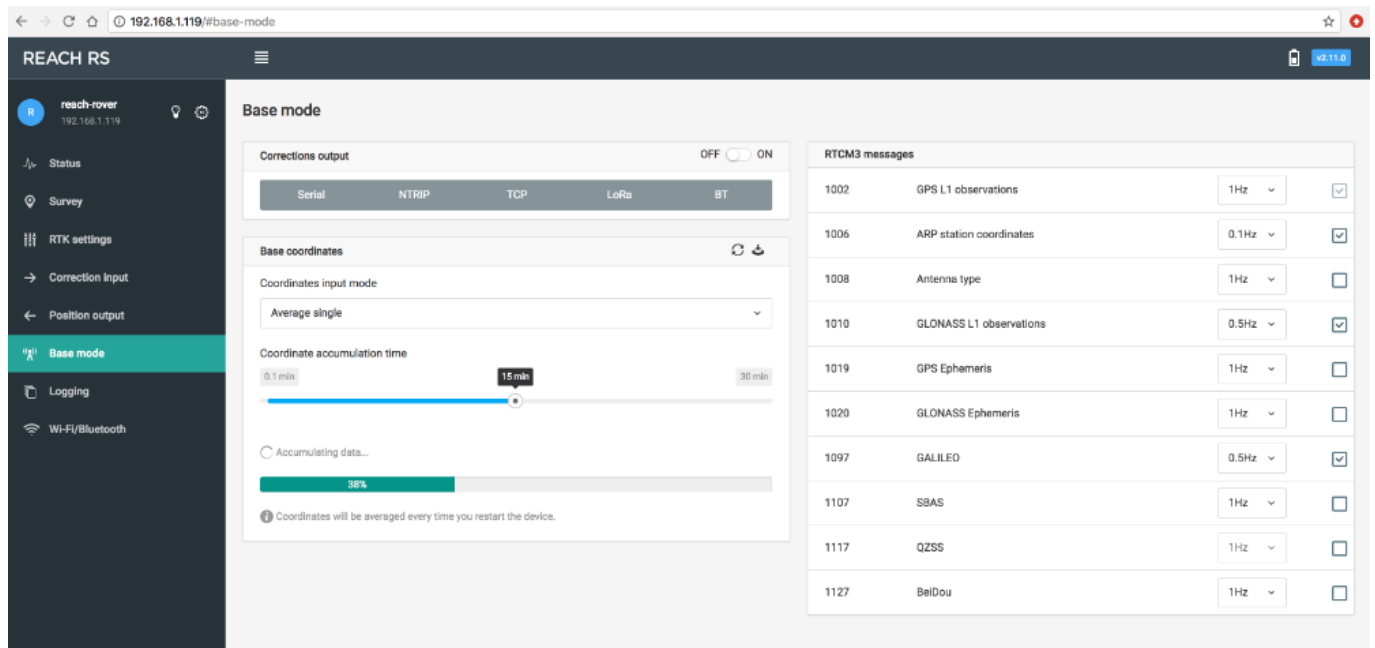 192.168.1.119/#base-mode
REACH RS
v2.11.0
R
reach-rover
192.168.1.119
Status
Survey
RTK settings
Correction input
Position output
Base mode
Logging
Wi-Fi/Bluetooth
Base mode
Corrections output OFF ON
Serial NTRIP TCP LoRa BT
Base coordinates
Coordinates input mode
Average single
Coordinate accumulation time
0.1 min 15 min 30 min
Accumulating data...
38%
Coordinates will be averaged every time you restart the device.
RTCM3 messages
1002 GPS L1 observations 1Hz
1006 ARP station coordinates 0.1Hz
1008 Antenna type 1Hz
1010 GLONASS L1 observations 0.5Hz
1019 GPS Ephemeris 1Hz
1020 GLONASS Ephemeris 1Hz
1097 GALILEO 0.5Hz
1107 SBAS 1Hz
1117 QZSS 1Hz
1127 BeiDou 1Hz